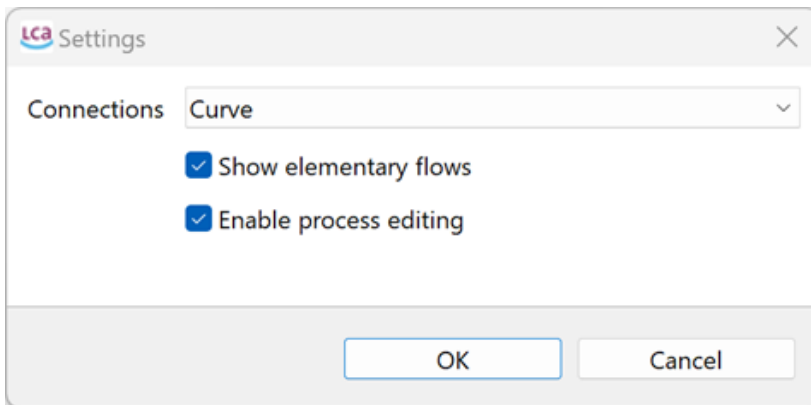 LCA Settings
Connections Curve
Show elementary flows
Enable process editing
OK Cancel